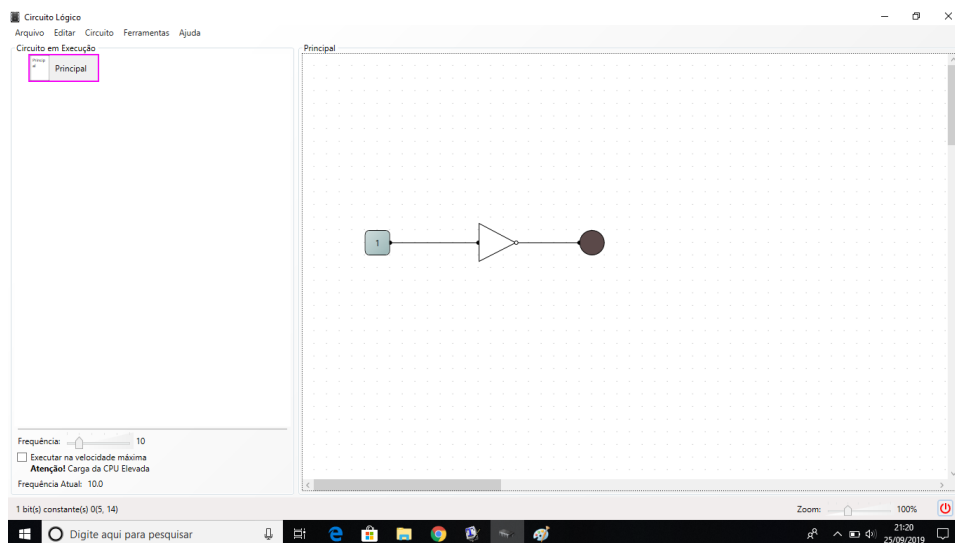 Circuito Lógico
Arquivo Editar Circuito Ferramentas Ajuda
Circuito em Execução
Princip
al
Principal
Principal
1
Frequência: 10
Executar na velocidade máxima
Atenção! Carga da CPU Elevada
Frequência Atual: 10.0
1 bit(s) constante(s) 0(5, 14)
Zoom: 100%
Digite aqui para pesquisar
21:20
25/09/2019